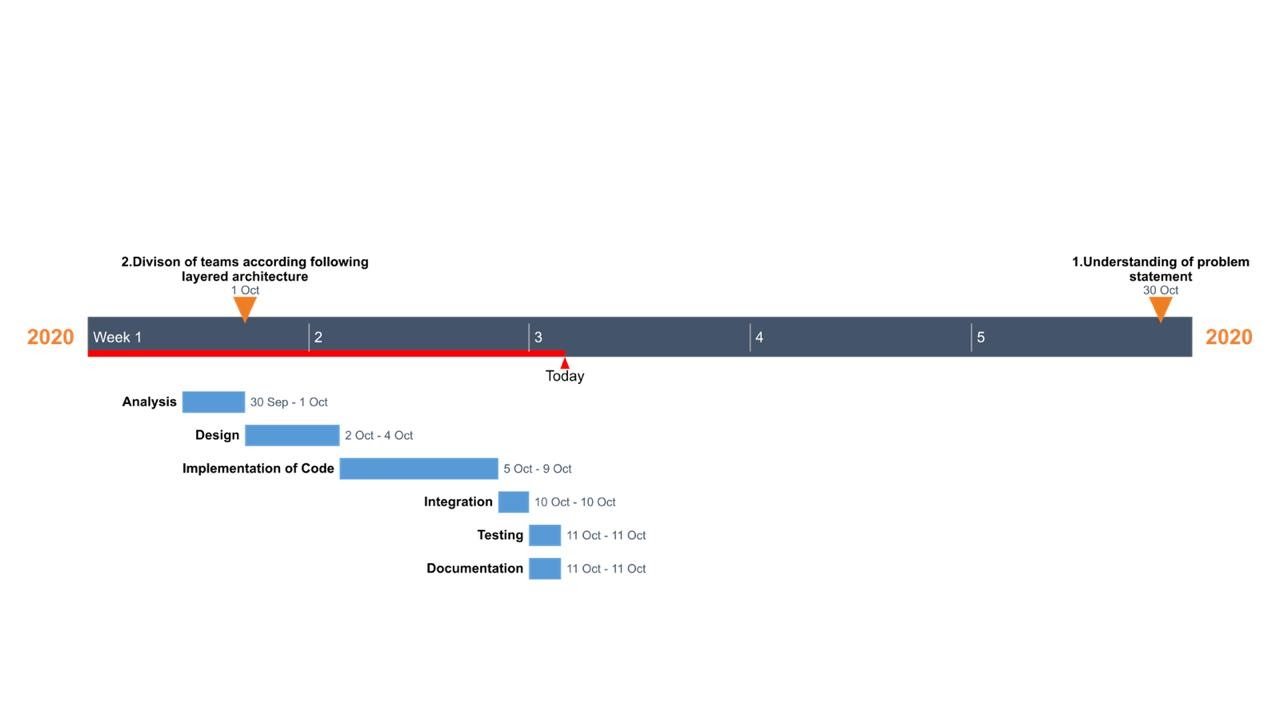 2.Divison of teams according following
layered architecture
1 Oct
1.Understanding of problem
statement
30 Oct
2020 Week 1 2 3 4 5 2020
Today
Analysis 30 Sep - 1 Oct
Design 2 Oct - 4 Oct
Implementation of Code 5 Oct - 9 Oct
Integration 10 Oct - 10 Oct
Testing 11 Oct - 11 Oct
Documentation 11 Oct - 11 Oct